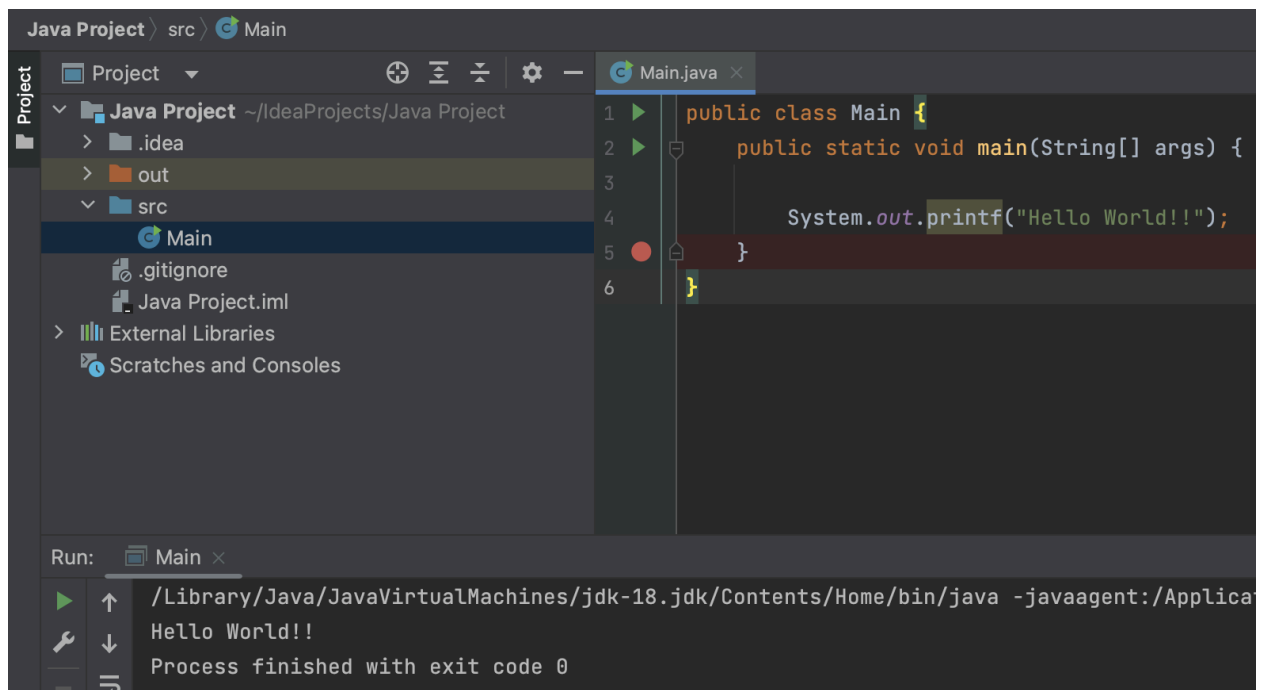 Java Project 〉 src 〉 Main
Project
Project
Java Project ~/IdeaProjects/Java Project
.idea
out
src
Main
.gitignore
Java Project.iml
External Libraries
Scratches and Consoles
Main.java
1 public class Main {
2     public static void main(String[] args) {
3
4         System.out.printf("Hello World!!");
5     }
6 }
Run: Main
/Library/Java/JavaVirtualMachines/jdk-18.jdk/Contents/Home/bin/java -javaagent:/Applica
Hello World!!
Process finished with exit code 0